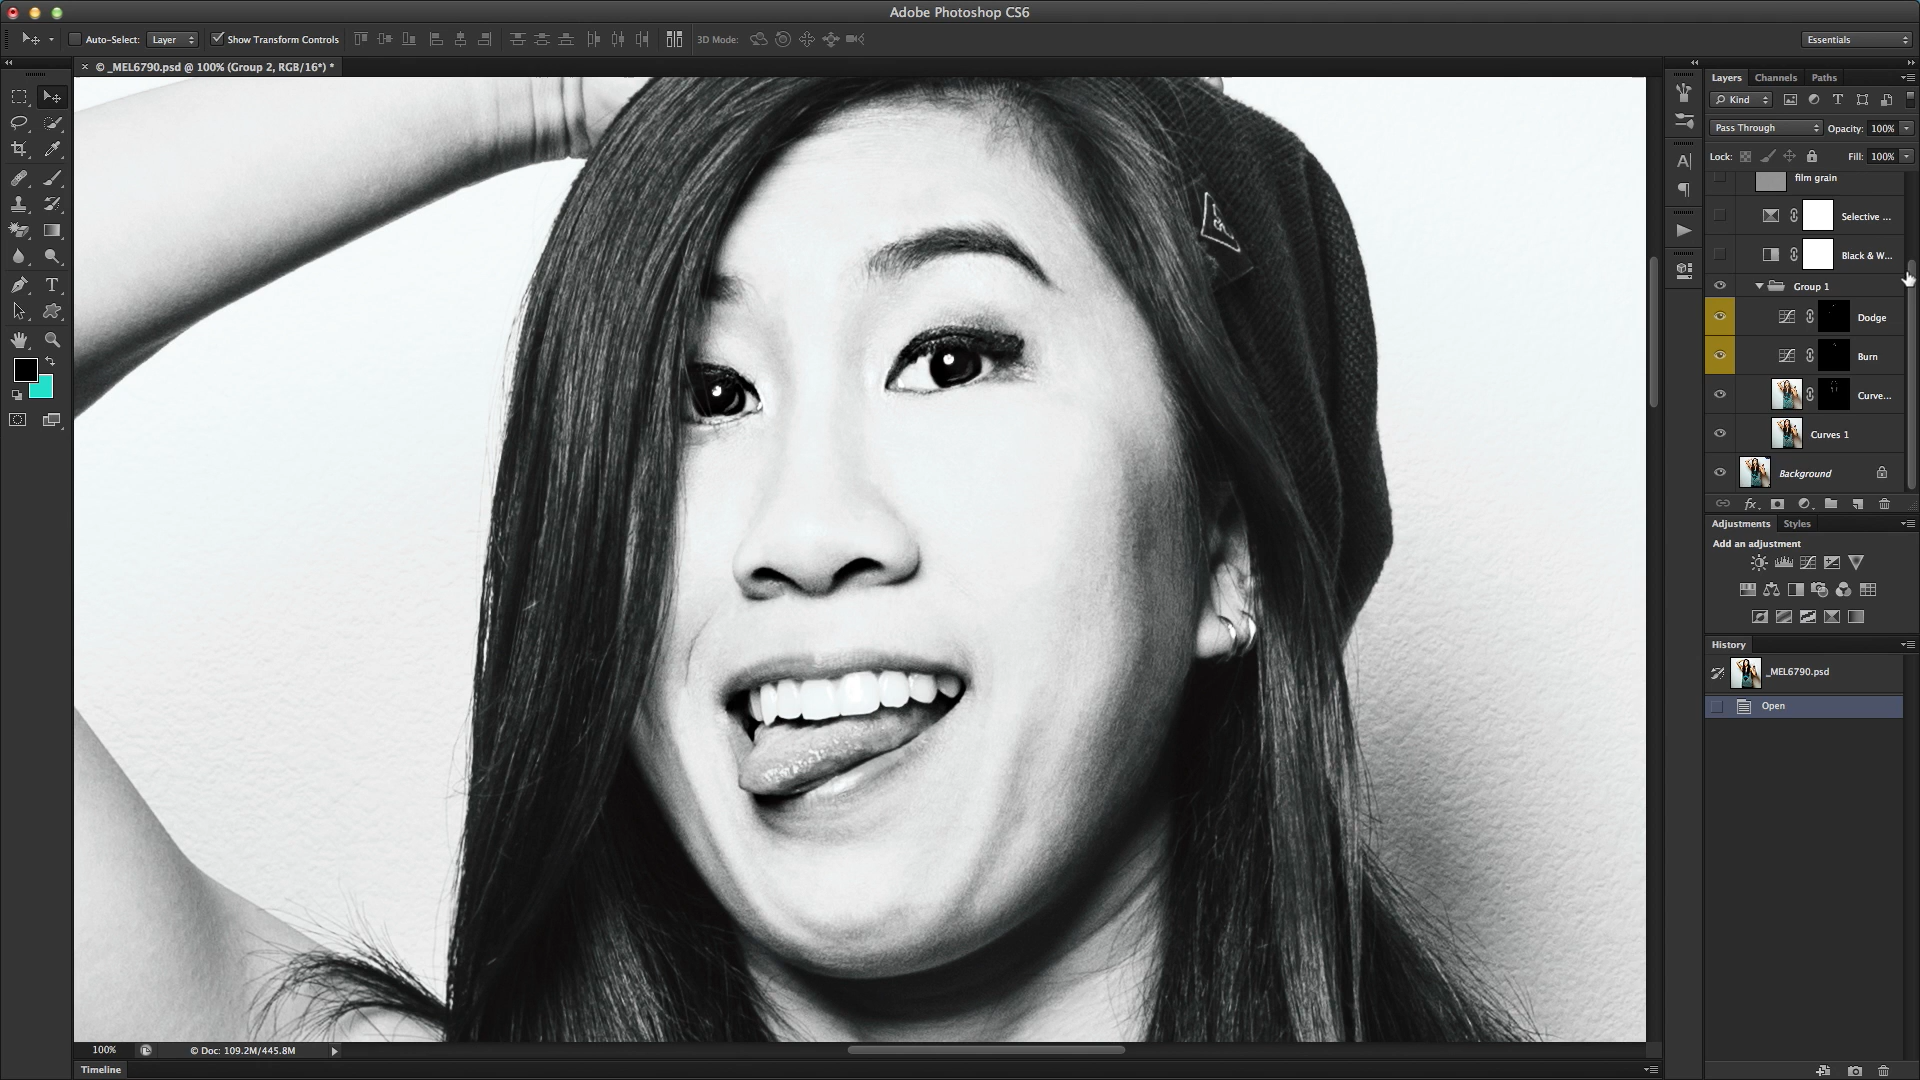 Adobe Photoshop CS6
Auto-Select: Layer Show Transform Controls 3D Mode: Essentials
× © _MEL6790.psd @ 100% (Group 2, RGB/16*) *
Layers Channels Paths
Kind
Pass Through Opacity: 100%
Lock: Fill: 100%
film grain
Selective ...
Black & W...
Group 1
Dodge
Burn
Curve...
Curves 1
Background
Adjustments Styles
Add an adjustment
History
_MEL6790.psd
Open
100% © Doc: 109.2M/445.8M
Timeline